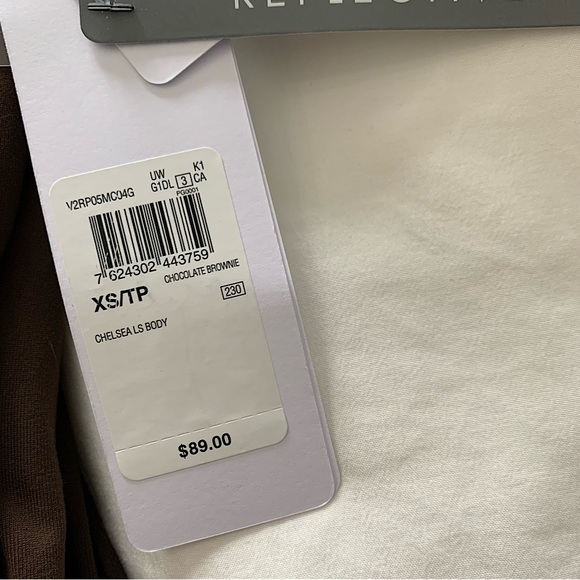 V2RP05MC04G
UW K1
G1DL 3 CA
PG0001
7 624302 443759
CHOCOLATE BROWNIE
XS/TP
230
CHELSEA LS BODY
$89.00